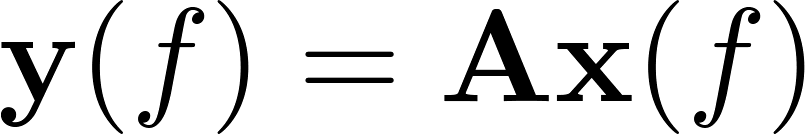 𝐲(𝑓) = 𝐀𝐱(𝑓)